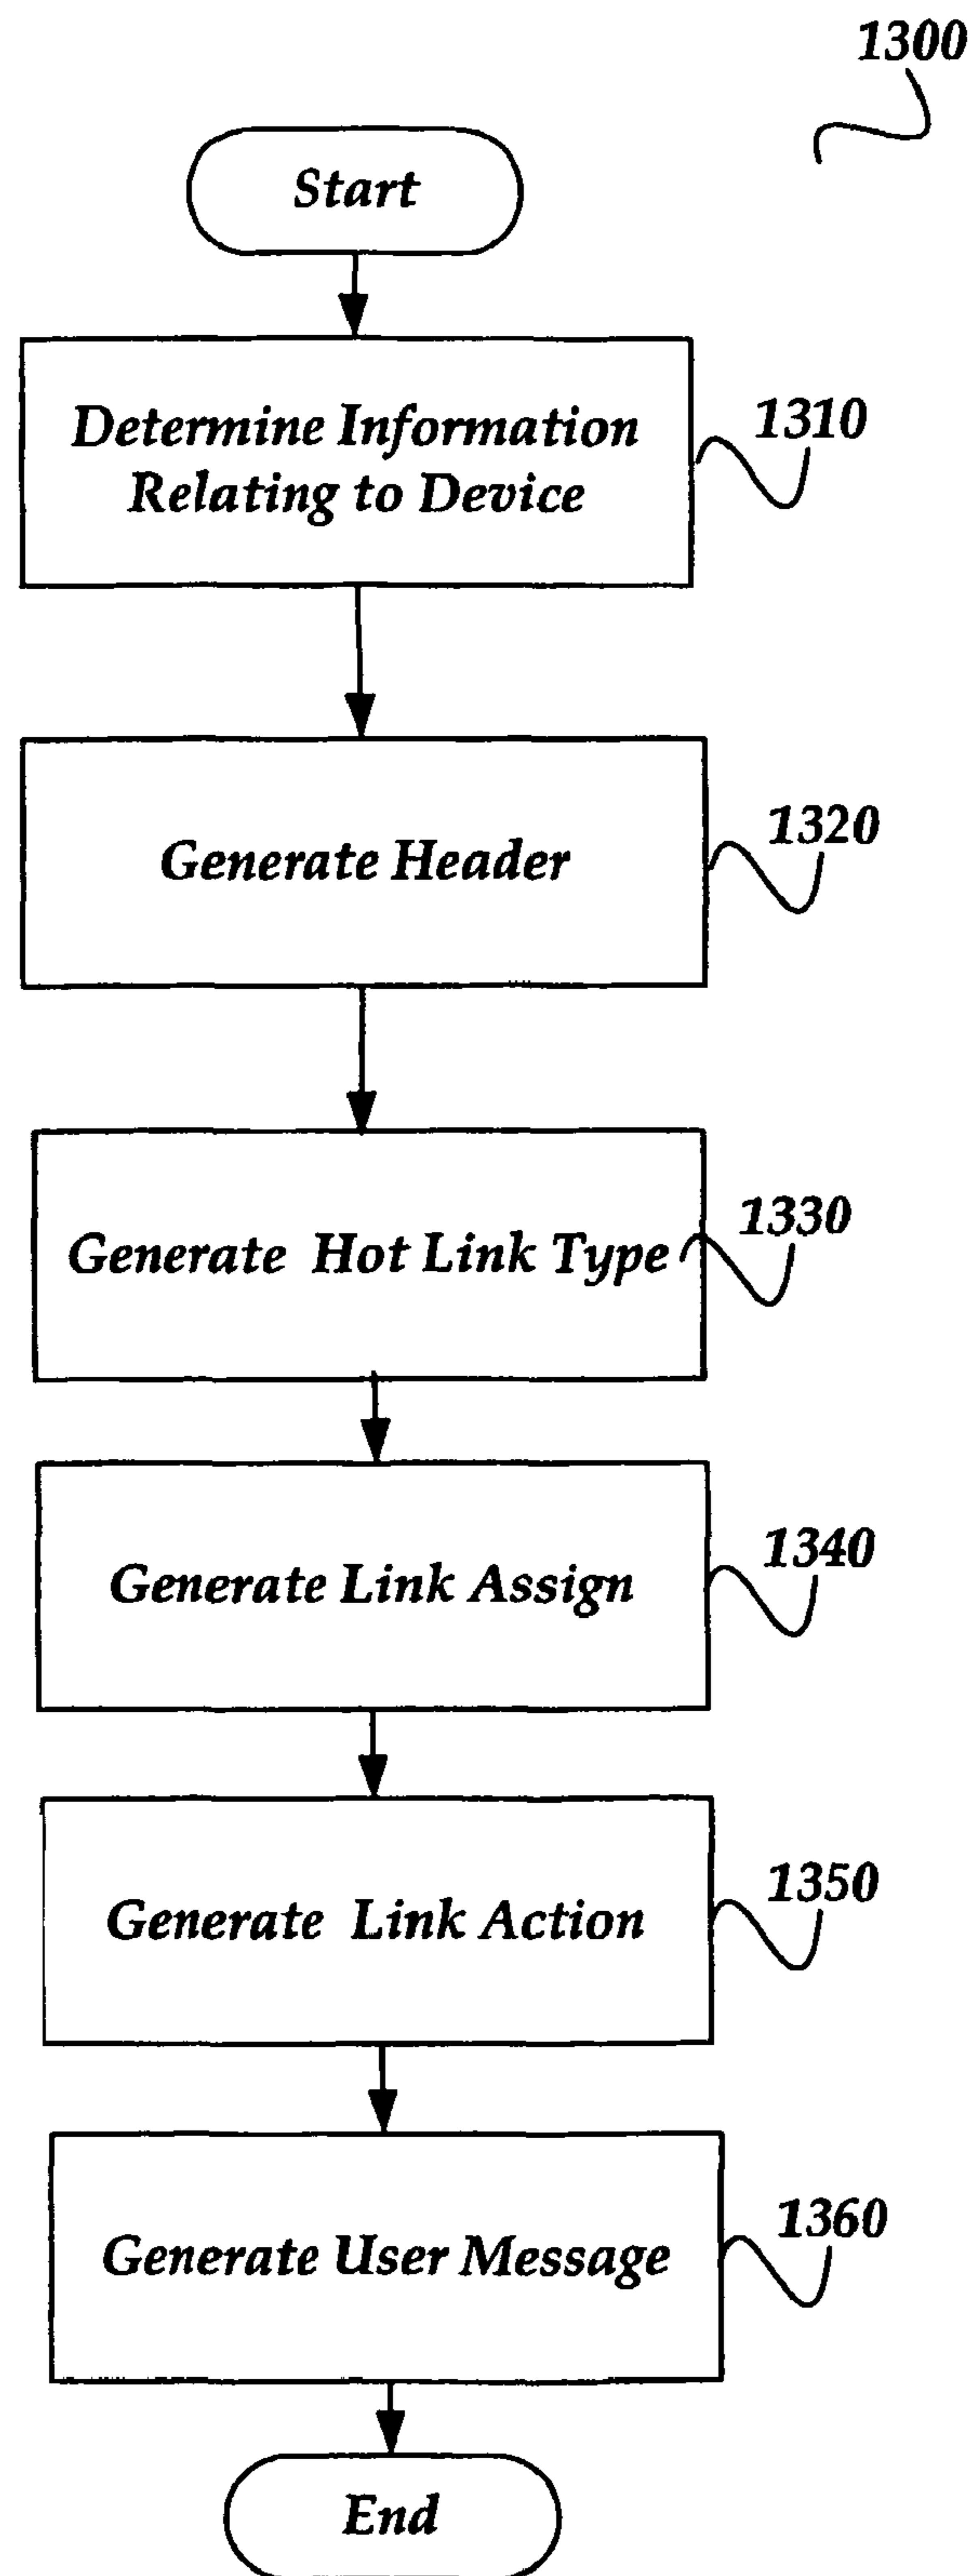 1300
Start
Determine Information
Relating to Device
1310
Generate Header
1320
Generate Hot Link Type
1330
Generate Link Assign
1340
Generate Link Action
1350
Generate User Message
1360
End